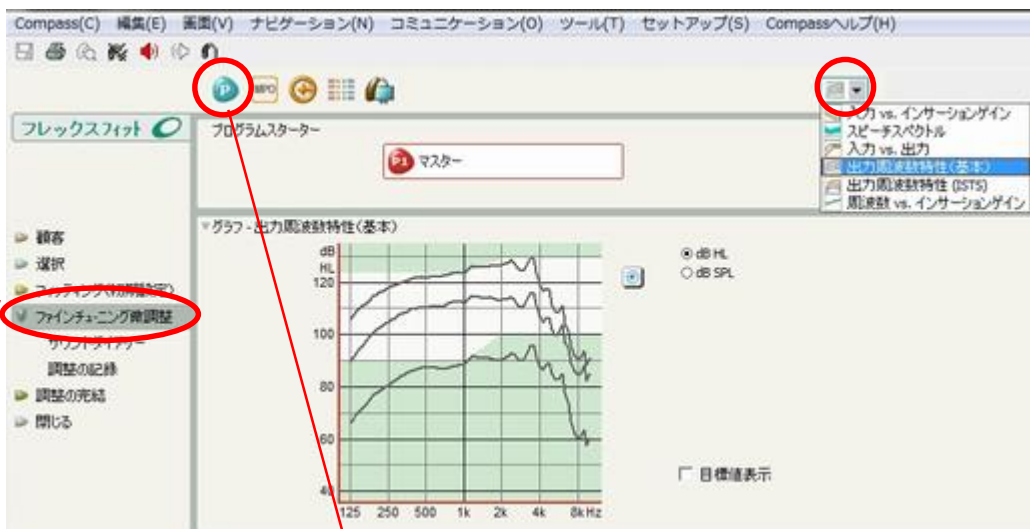 Compass(C) 編集(E) 画面(V) ナビゲーション(N) コミュニケーション(O) ツール(T) セットアップ(S) Compassヘルプ(H)
P MPO
入力 vs. インサーションゲイン
スピーチスペクトル
入力 vs. 出力
出力周波数特性(基本)
出力周波数特性 (ISTS)
周波数 vs. インサーションゲイン
フレックスフィット
プログラムスターター
P1 マスター
顧客
選択
ファインチューニング微調整
サウンドダイアリー
調整の記録
調整の完結
閉じる
グラフ - 出力周波数特性(基本)
dB
HL
120
100
80
60
40
125 250 500 1k 2k 4k 8k Hz
dB HL
dB SPL
目標値表示